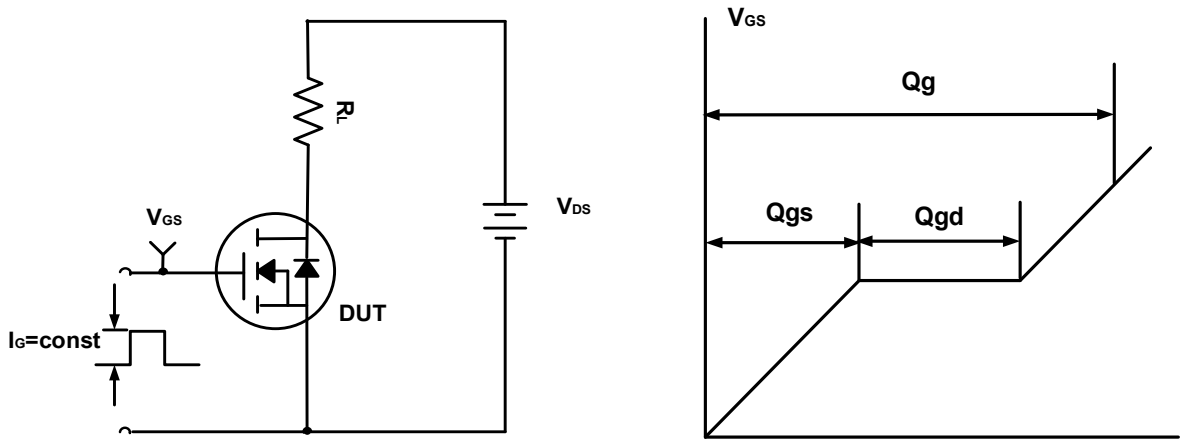 RL
VGS
VDS
DUT
IG=const
VGS
Qg
Qgs
Qgd